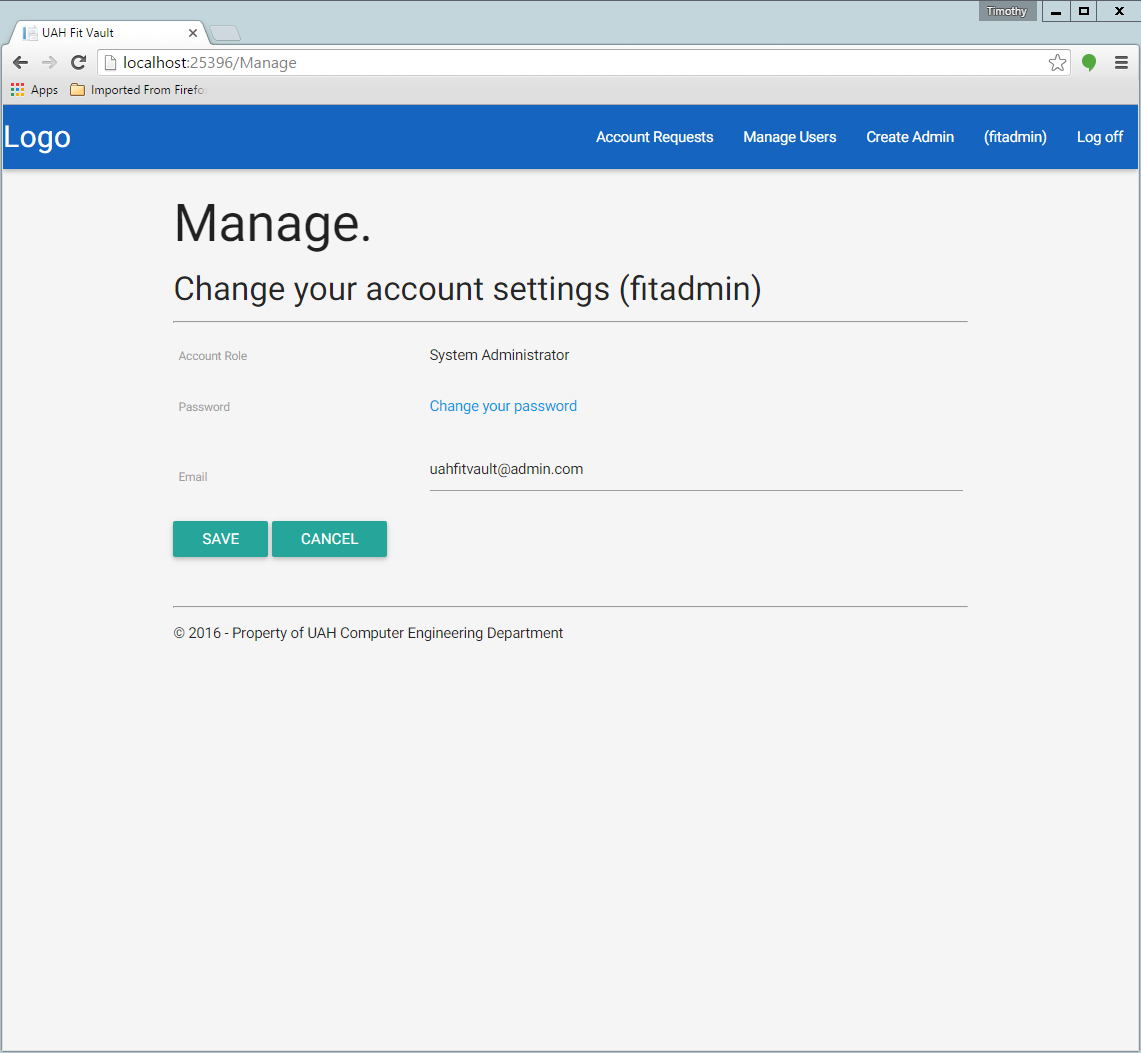 Timothy
UAH Fit Vault
localhost:25396/Manage
Apps Imported From Firefo
Logo Account Requests Manage Users Create Admin (fitadmin) Log off
Manage.
Change your account settings (fitadmin)
Account Role System Administrator
Password Change your password
Email uahfitvault@admin.com
SAVE CANCEL
© 2016 - Property of UAH Computer Engineering Department